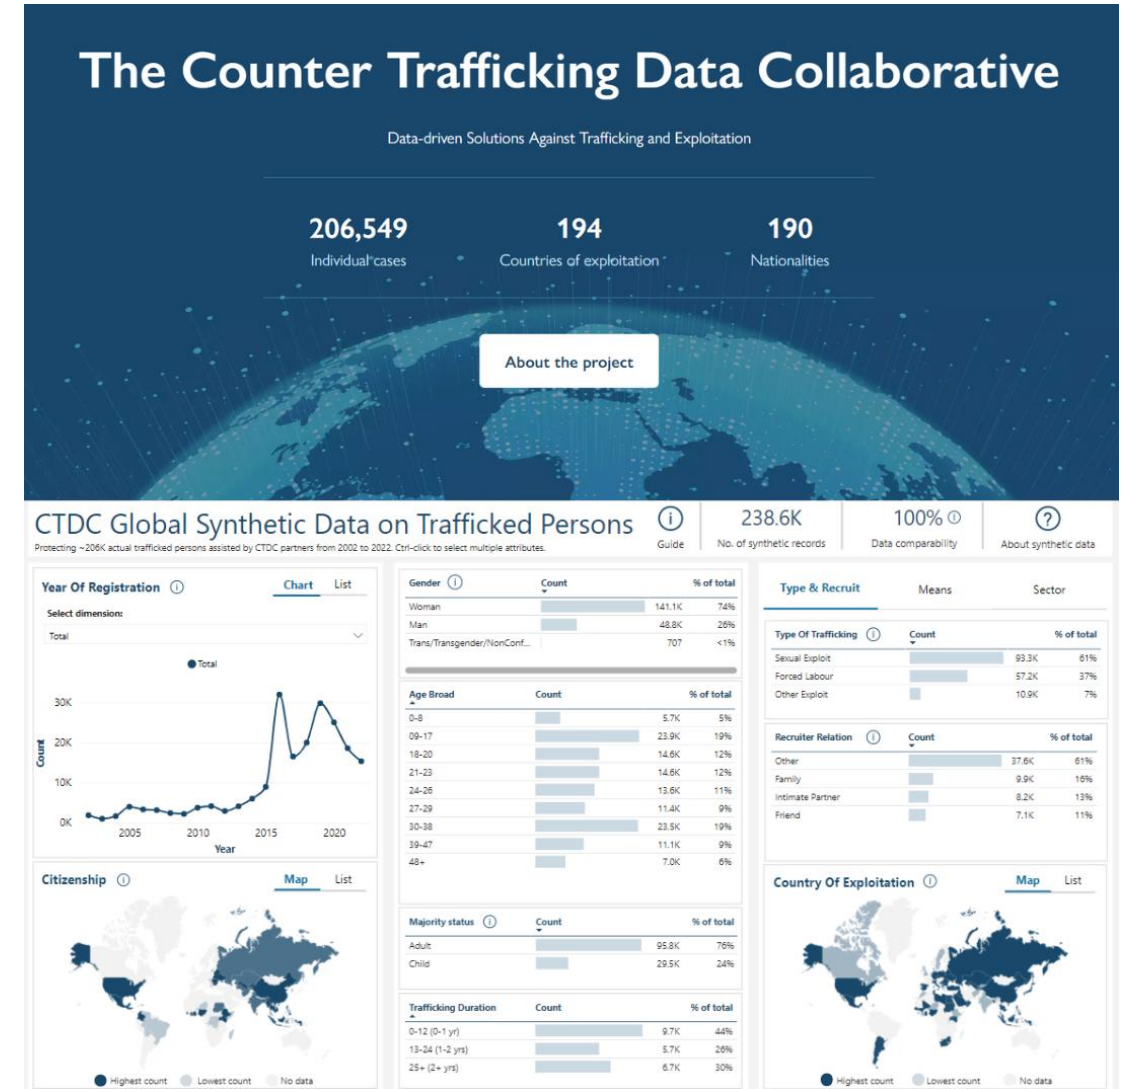 The Counter Trafficking Data Collaborative
Data-driven Solutions Against Trafficking and Exploitation
206,549 194 190
Individual cases Countries of exploitation Nationalities
About the project
CTDC Global Synthetic Data on Trafficked Persons
Protecting ~206K actual trafficked persons assisted by CTDC partners from 2002 to 2022. Ctrl-click to select multiple attributes.
Guide
238.6K
No. of synthetic records
100%
Data comparability
About synthetic data
Year Of Registration Chart List
Select dimension:
Total
Total
30K
20K
10K
0K
Count
2005 2010 2015 2020
Year
Citizenship Map List
Highest count Lowest count No data
Gender Count % of total
Woman 141.1K 74%
Man 48.8K 26%
Trans/Transgender/NonConf... 707 <1%
Age Broad Count % of total
0-8 5.7K 5%
09-17 23.9K 19%
18-20 14.6K 12%
21-23 14.6K 12%
24-26 13.6K 11%
27-29 11.4K 9%
30-38 23.5K 19%
39-47 11.1K 9%
48+ 7.0K 6%
Majority status Count % of total
Adult 95.8K 76%
Child 29.5K 24%
Trafficking Duration Count % of total
0-12 (0-1 yr) 9.7K 44%
13-24 (1-2 yrs) 5.7K 26%
25+ (2+ yrs) 6.7K 30%
Type & Recruit Means Sector
Type Of Trafficking Count % of total
Sexual Exploit 93.3K 61%
Forced Labour 57.2K 37%
Other Exploit 10.9K 7%
Recruiter Relation Count % of total
Other 37.6K 61%
Family 9.9K 16%
Intimate Partner 8.2K 13%
Friend 7.1K 11%
Country Of Exploitation Map List
Highest count Lowest count No data